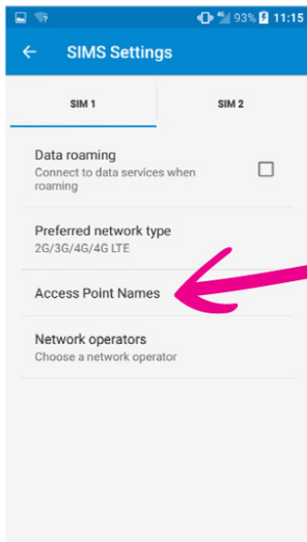 4G 93% 11:15
SIMS Settings
SIM 1 SIM 2
Data roaming
Connect to data services when
roaming
Preferred network type
2G/3G/4G/4G LTE
Access Point Names
Network operators
Choose a network operator